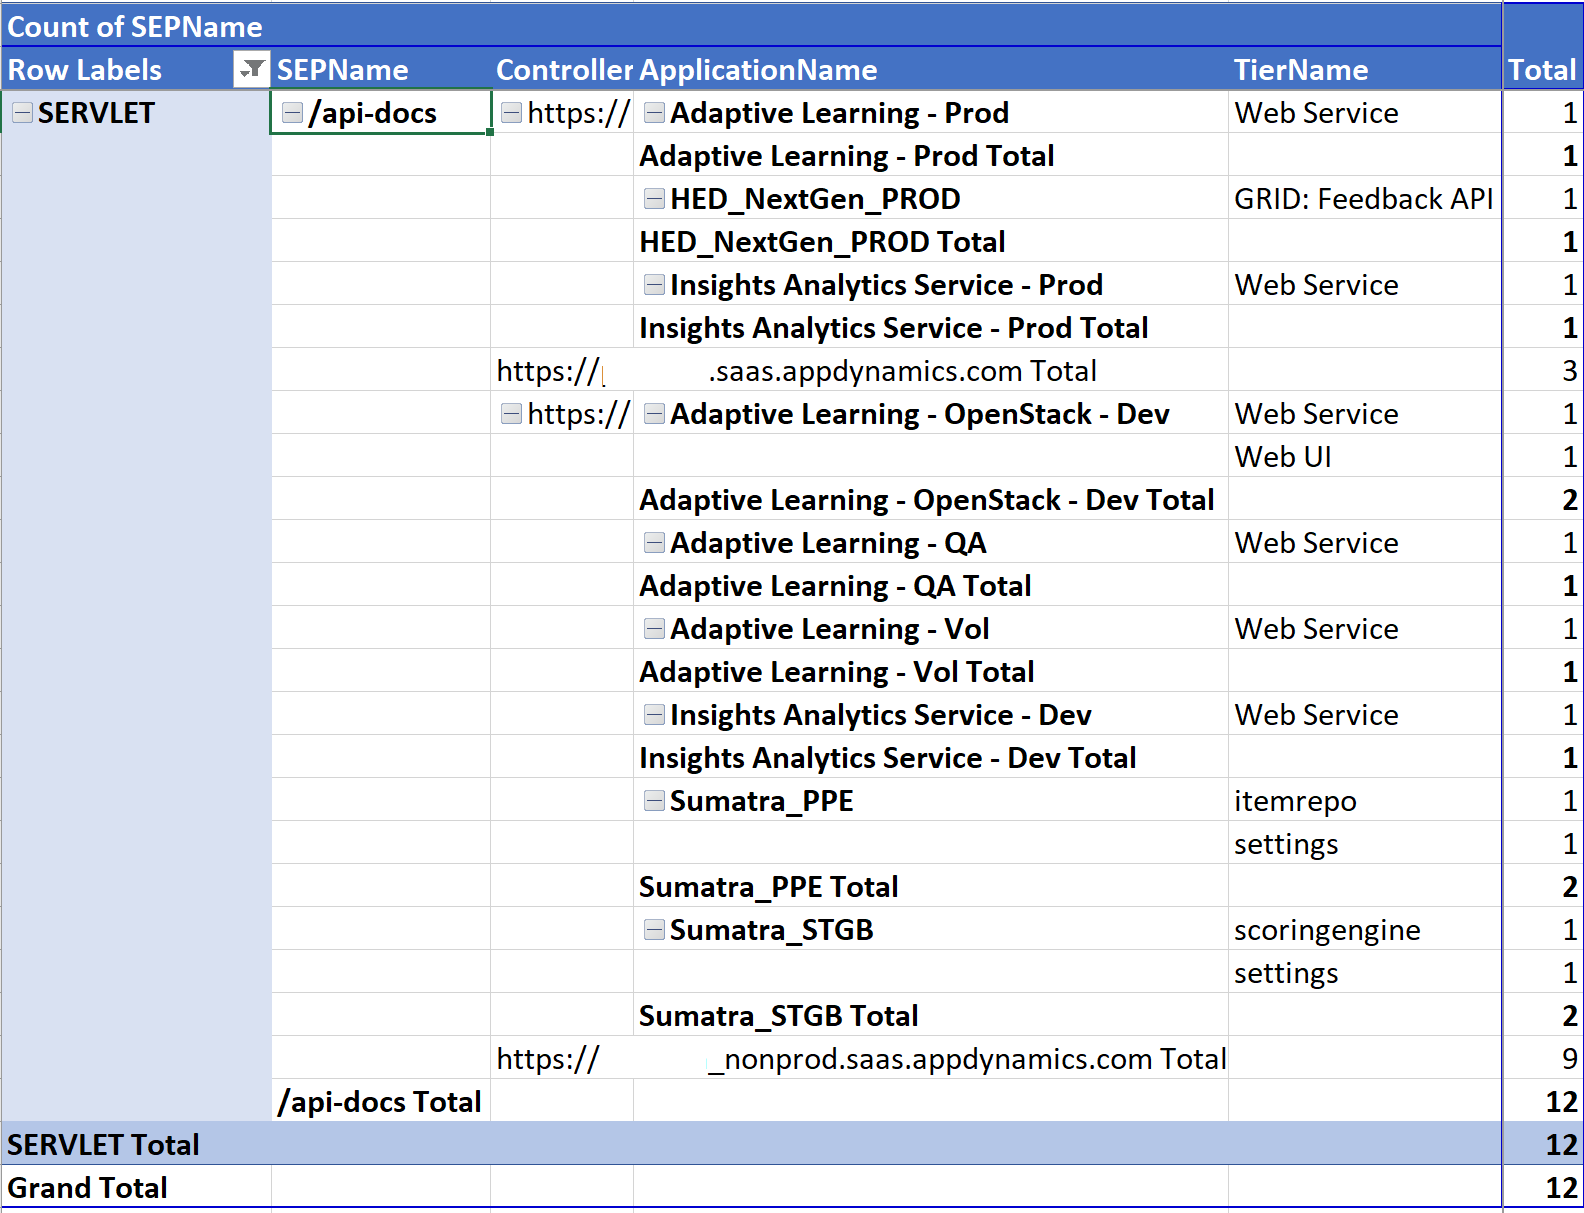 Count of SEPName
Row Labels SEPName Controller ApplicationName TierName Total
SERVLET /api-docs https:// Adaptive Learning - Prod Web Service 1
Adaptive Learning - Prod Total 1
HED_NextGen_PROD GRID: Feedback API 1
HED_NextGen_PROD Total 1
Insights Analytics Service - Prod Web Service 1
Insights Analytics Service - Prod Total 1
https:// .saas.appdynamics.com Total 3
https:// Adaptive Learning - OpenStack - Dev Web Service 1
Web UI 1
Adaptive Learning - OpenStack - Dev Total 2
Adaptive Learning - QA Web Service 1
Adaptive Learning - QA Total 1
Adaptive Learning - Vol Web Service 1
Adaptive Learning - Vol Total 1
Insights Analytics Service - Dev Web Service 1
Insights Analytics Service - Dev Total 1
Sumatra_PPE itemrepo 1
settings 1
Sumatra_PPE Total 2
Sumatra_STGB scoringengine 1
settings 1
Sumatra_STGB Total 2
https:// _nonprod.saas.appdynamics.com Total 9
/api-docs Total 12
SERVLET Total 12
Grand Total 12